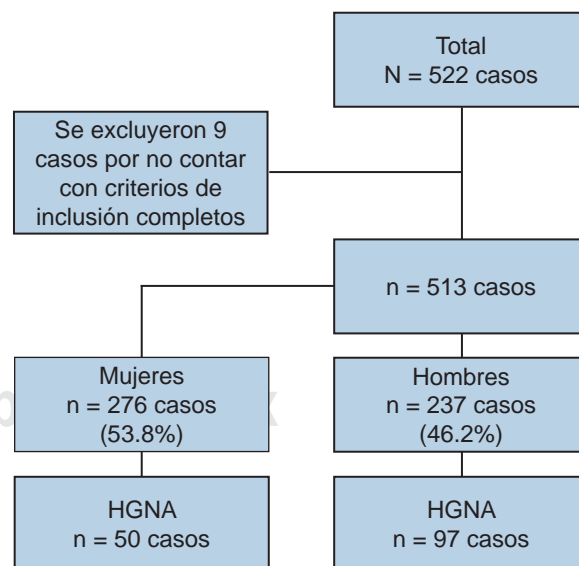 Total
N = 522 casos
Se excluyeron 9
casos por no contar
con criterios de
inclusión completos
n = 513 casos
Mujeres
n = 276 casos
(53.8%)
Hombres
n = 237 casos
(46.2%)
HGNA
n = 50 casos
HGNA
n = 97 casos